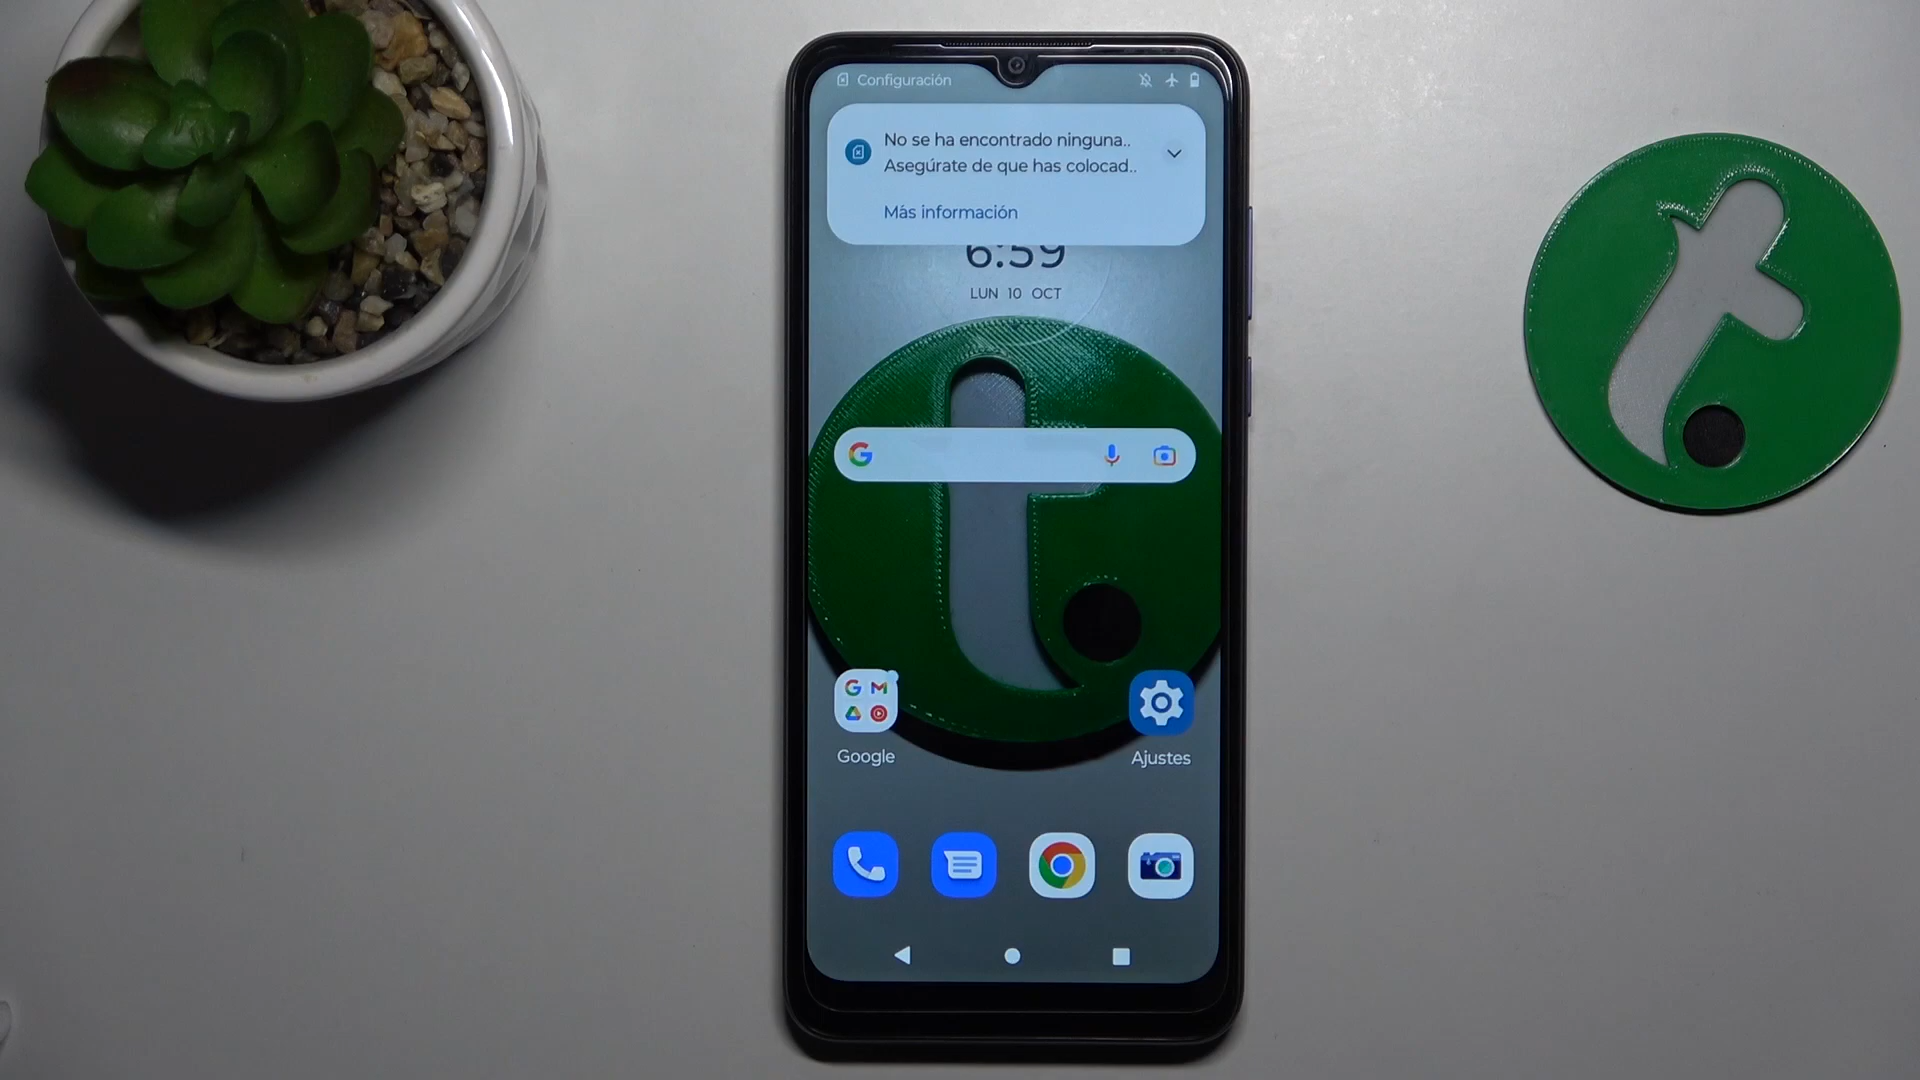 Configuración
No se ha encontrado ninguna..
Asegúrate de que has colocad..
Más información
6:59
LUN 10 OCT
Google
Ajustes